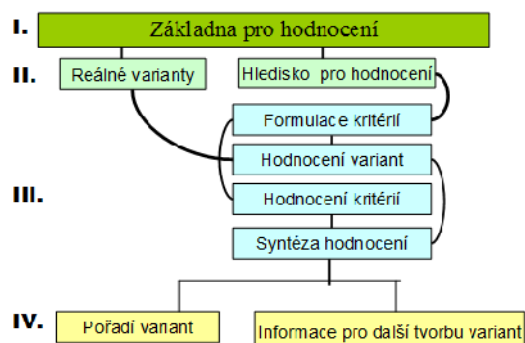 I. Základna pro hodnocení
II. Reálné varianty Hledisko pro hodnocení
Formulace kritérií
Hodnocení variant
III. Hodnocení kritérií
Syntéza hodnocení
IV. Pořadí variant Informace pro další tvorbu variant